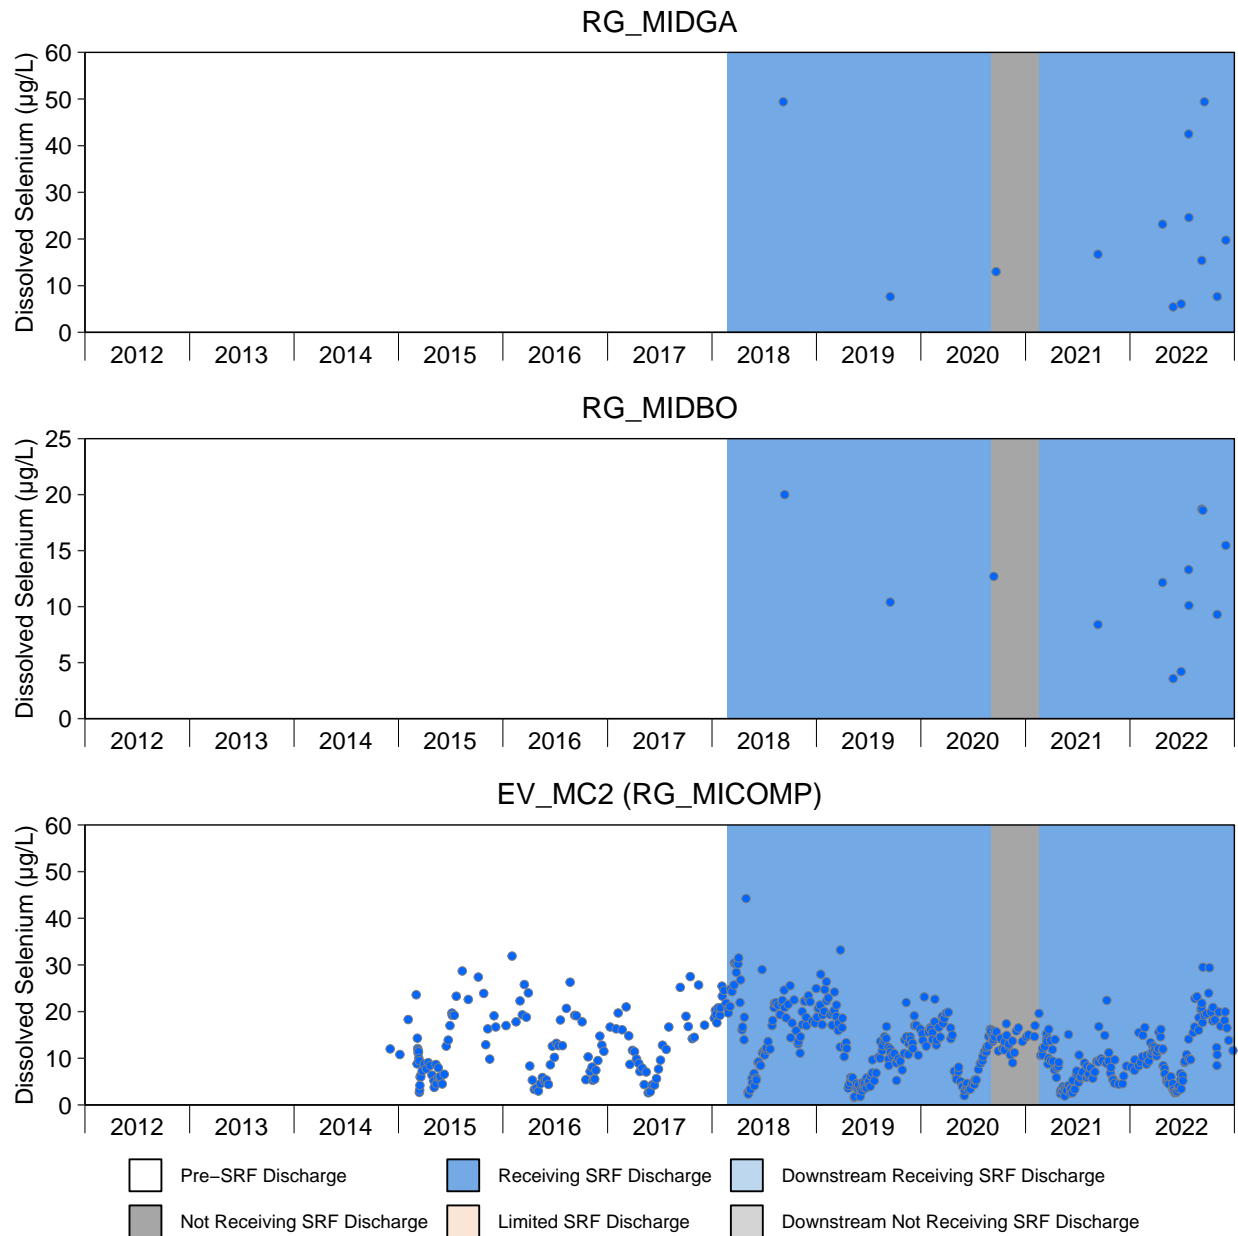 RG_MIDGA
Dissolved Selenium (µg/L)
60
50
40
30
20
10
0
2012 2013 2014 2015 2016 2017 2018 2019 2020 2021 2022
RG_MIDBO
Dissolved Selenium (µg/L)
25
20
15
10
5
0
2012 2013 2014 2015 2016 2017 2018 2019 2020 2021 2022
EV_MC2 (RG_MICOMP)
Dissolved Selenium (µg/L)
60
50
40
30
20
10
0
2012 2013 2014 2015 2016 2017 2018 2019 2020 2021 2022
Pre−SRF Discharge Receiving SRF Discharge Downstream Receiving SRF Discharge
Not Receiving SRF Discharge Limited SRF Discharge Downstream Not Receiving SRF Discharge